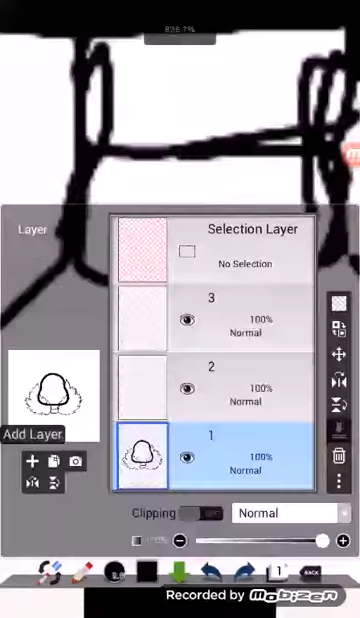 Layer
Selection Layer
No Selection
3
100%
Normal
2
100%
Normal
1
100%
Normal
Add Layer
Clipping
Normal
1
BACK
Recorded by Mobizen